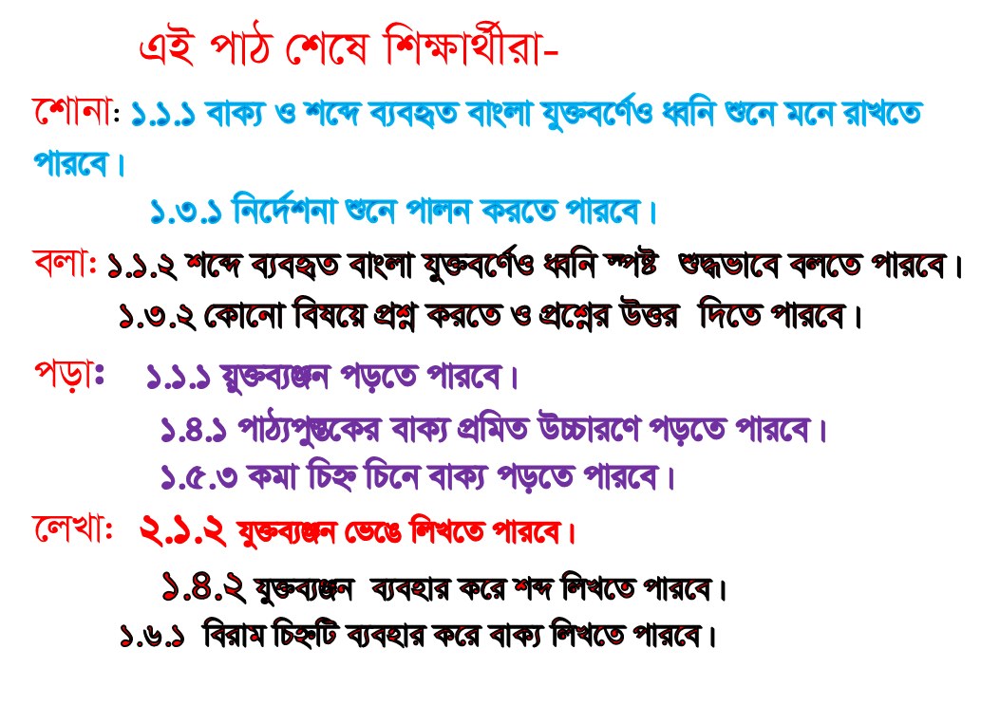 এই পাঠ শেষে শিক্ষার্থীরা-
শোনা: ১.১.১ বাক্য ও শব্দে ব্যবহৃত বাংলা যুক্তবর্ণেও ধ্বনি শুনে মনে রাখতে
পারবে।
১.৩.১ নির্দেশনা শুনে পালন করতে পারবে।
বলা: ১.১.২ শব্দে ব্যবহৃত বাংলা যুক্তবর্ণেও ধ্বনি স্পষ্ট শুদ্ধভাবে বলতে পারবে।
১.৩.২ কোনো বিষয়ে প্রশ্ন করতে ও প্রশ্নের উত্তর দিতে পারবে।
পড়া: ১.১.১ যুক্তব্যঞ্জন পড়তে পারবে।
১.৪.১ পাঠ্যপুস্তকের বাক্য প্রমিত উচ্চারণে পড়তে পারবে।
১.৫.৩ কমা চিহ্ন চিনে বাক্য পড়তে পারবে।
লেখা: ২.১.২ যুক্তব্যঞ্জন ভেঙে লিখতে পারবে।
১.৪.২ যুক্তব্যঞ্জন ব্যবহার করে শব্দ লিখতে পারবে।
১.৬.১ বিরাম চিহ্নটি ব্যবহার করে বাক্য লিখতে পারবে।